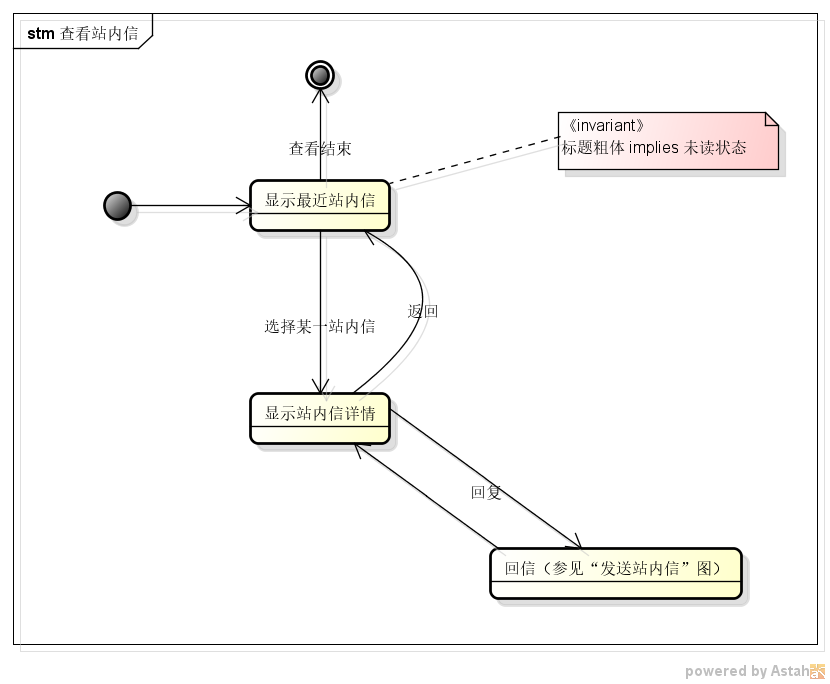 stm 查看站内信
查看结束
《invariant》
标题粗体 implies 未读状态
显示最近站内信
返回
选择某一站内信
显示站内信详情
回复
回信（参见“发送站内信”图）
powered by Astah